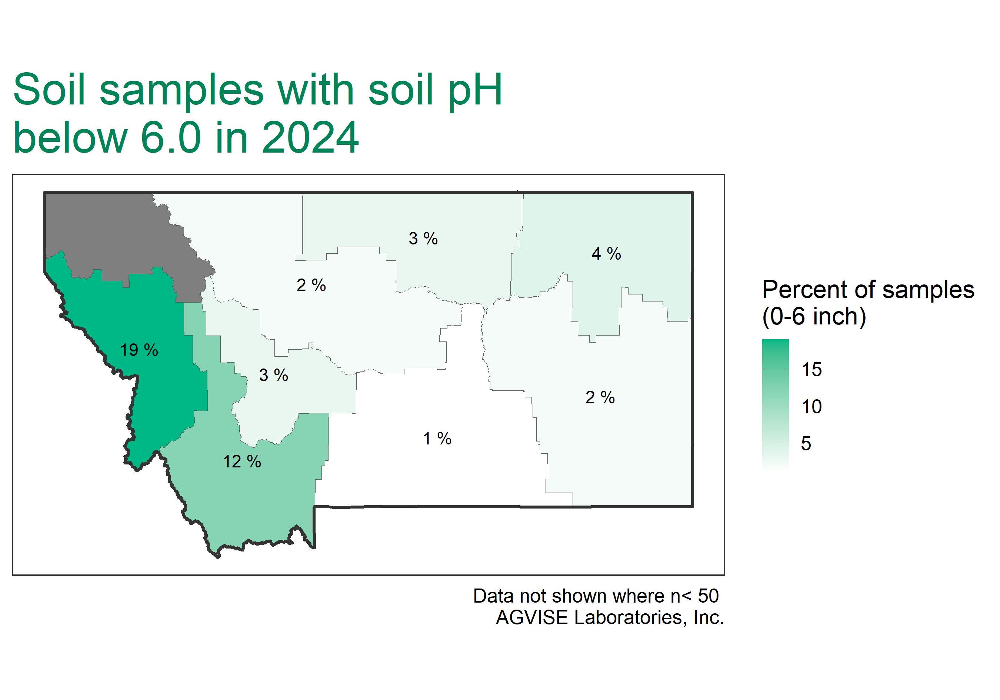 Soil samples with soil pH
below 6.0 in 2024
3 %
4 %
2 %
19 %
3 %
2 %
1 %
12 %
Percent of samples
(0-6 inch)
15
10
5
Data not shown where n< 50
AGVISE Laboratories, Inc.